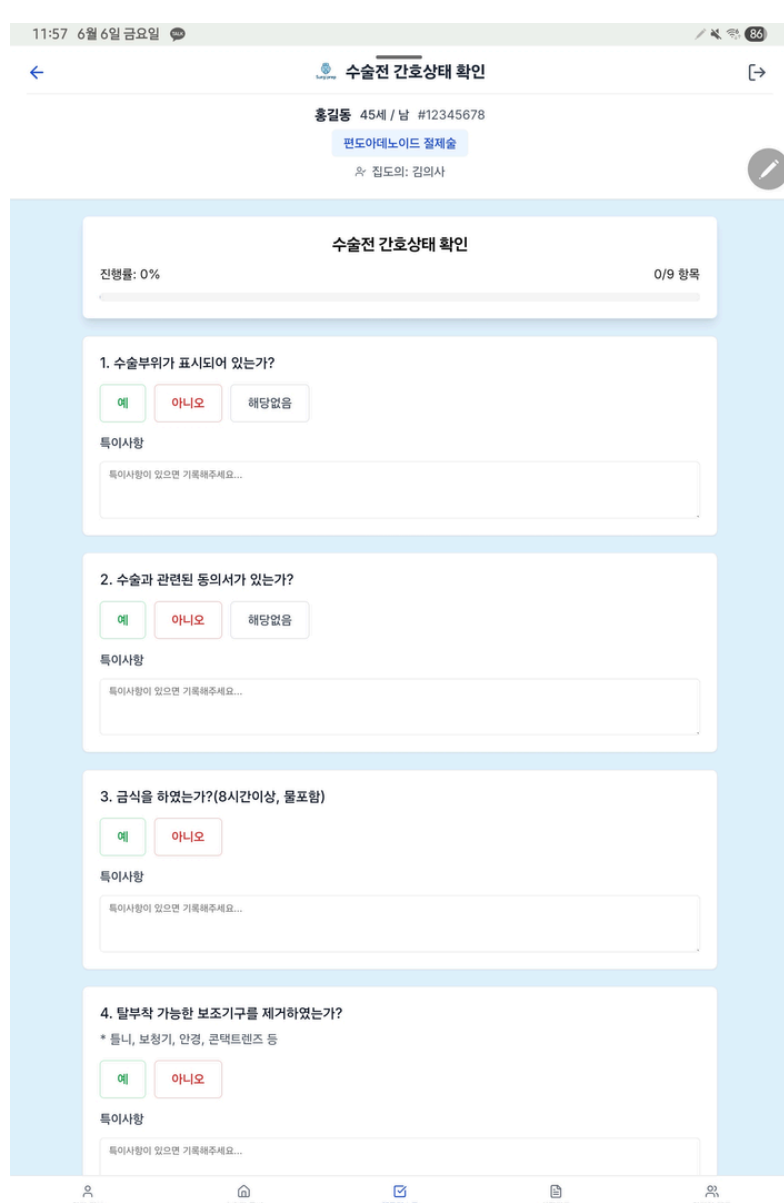 11:57 6월 6일 금요일 TALK
86
수술전 간호상태 확인
홍길동 45세 / 남 #12345678
편도아데노이드 절제술
집도의: 김의사
수술전 간호상태 확인
진행률: 0% 0/9 항목
1. 수술부위가 표시되어 있는가?
예 아니오 해당없음
특이사항
특이사항이 있으면 기록해주세요...
2. 수술과 관련된 동의서가 있는가?
예 아니오 해당없음
특이사항
특이사항이 있으면 기록해주세요...
3. 금식을 하였는가?(8시간이상, 물포함)
예 아니오
특이사항
특이사항이 있으면 기록해주세요...
4. 탈부착 가능한 보조기구를 제거하였는가?
* 틀니, 보청기, 안경, 콘택트렌즈 등
예 아니오
특이사항
특이사항이 있으면 기록해주세요...